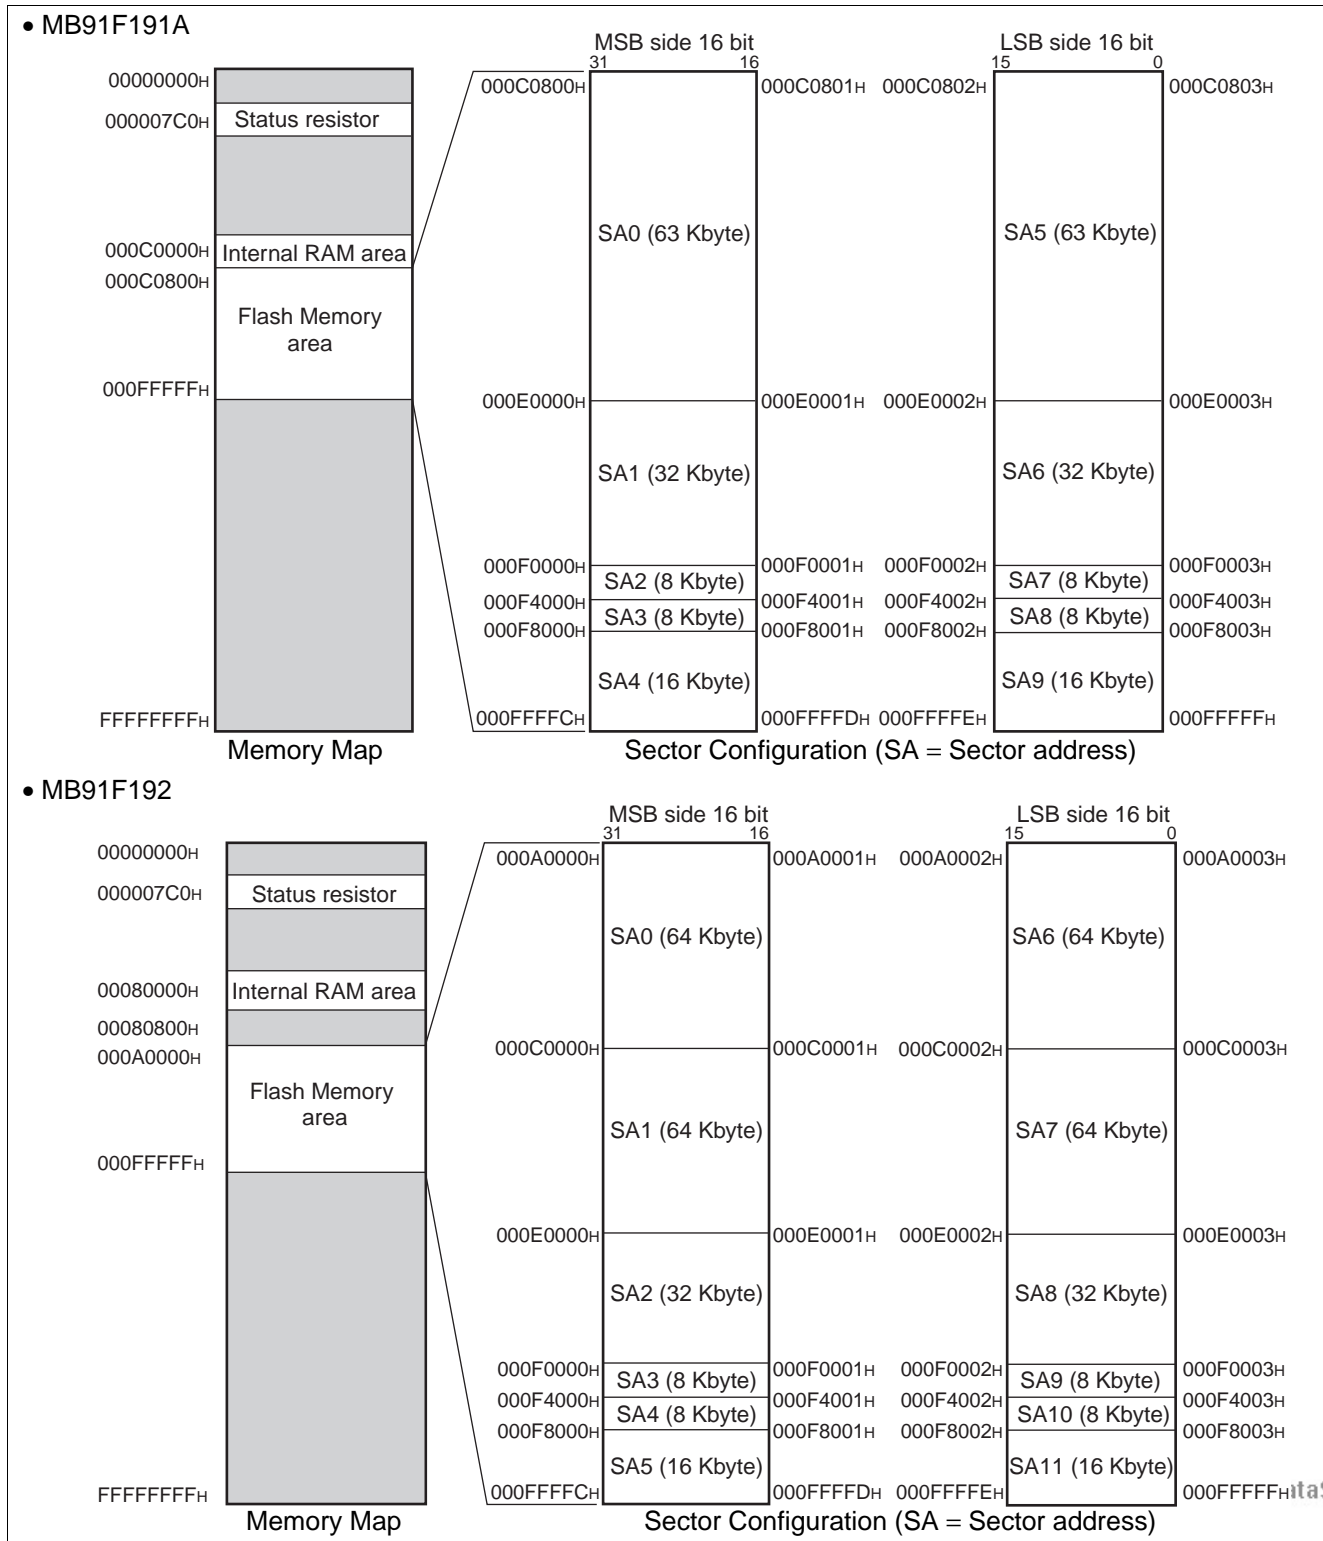 • MB91F191A
MSB side 16 bit
LSB side 16 bit
31 16
15 0
00000000H
000007C0H
Status resistor
000C0000H
Internal RAM area
000C0800H
Flash Memory
area
000FFFFFH
FFFFFFFFH
Memory Map
000C0800H 000C0801H 000C0802H 000C0803H
SA0 (63 Kbyte) SA5 (63 Kbyte)
000E0000H 000E0001H 000E0002H 000E0003H
SA1 (32 Kbyte) SA6 (32 Kbyte)
000F0000H 000F0001H 000F0002H 000F0003H
SA2 (8 Kbyte) SA7 (8 Kbyte)
000F4000H 000F4001H 000F4002H 000F4003H
SA3 (8 Kbyte) SA8 (8 Kbyte)
000F8000H 000F8001H 000F8002H 000F8003H
SA4 (16 Kbyte) SA9 (16 Kbyte)
000FFFFCH 000FFFFDH 000FFFFEH 000FFFFFH
Sector Configuration (SA = Sector address)
• MB91F192
MSB side 16 bit
LSB side 16 bit
31 16
15 0
00000000H
000007C0H
Status resistor
00080000H
Internal RAM area
00080800H
000A0000H
Flash Memory
area
000FFFFFH
FFFFFFFFH
Memory Map
000A0000H 000A0001H 000A0002H 000A0003H
SA0 (64 Kbyte) SA6 (64 Kbyte)
000C0000H 000C0001H 000C0002H 000C0003H
SA1 (64 Kbyte) SA7 (64 Kbyte)
000E0000H 000E0001H 000E0002H 000E0003H
SA2 (32 Kbyte) SA8 (32 Kbyte)
000F0000H 000F0001H 000F0002H 000F0003H
SA3 (8 Kbyte) SA9 (8 Kbyte)
000F4000H 000F4001H 000F4002H 000F4003H
SA4 (8 Kbyte) SA10 (8 Kbyte)
000F8000H 000F8001H 000F8002H 000F8003H
SA5 (16 Kbyte) SA11 (16 Kbyte)
000FFFFCH 000FFFFDH 000FFFFEH 000FFFFFH
Sector Configuration (SA = Sector address)